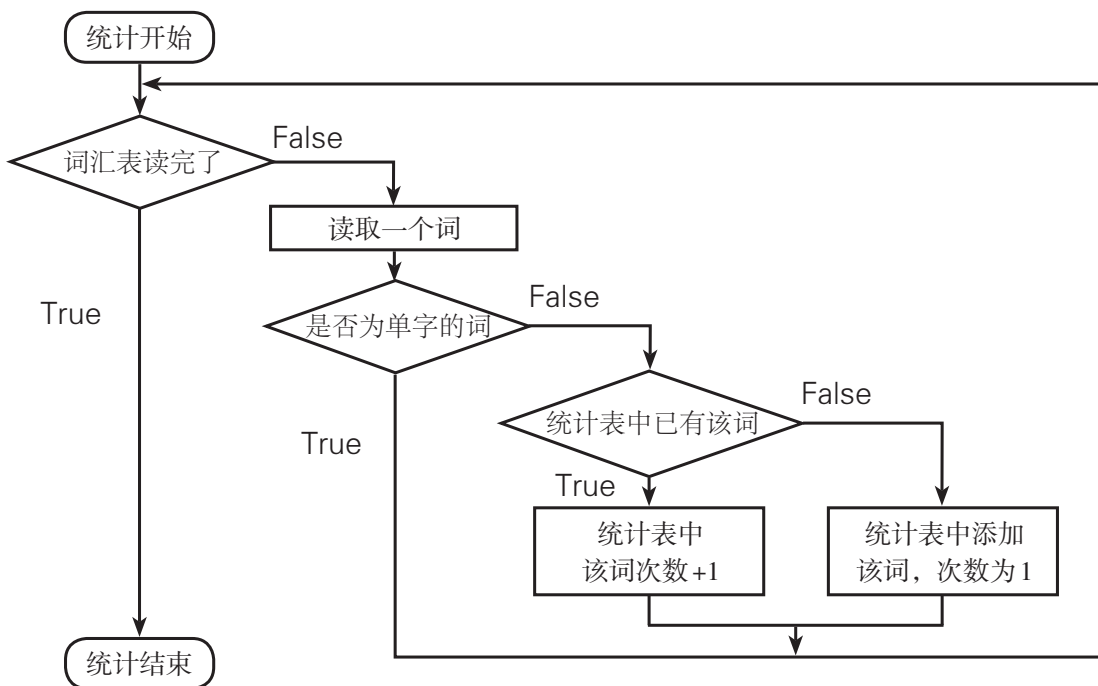 统计开始
False
词汇表读完了
读取一个词
False
True
是否为单字的词
False
统计表中已有该词
True
True
统计表中
该词次数+1
统计表中添加
该词，次数为1
统计结束